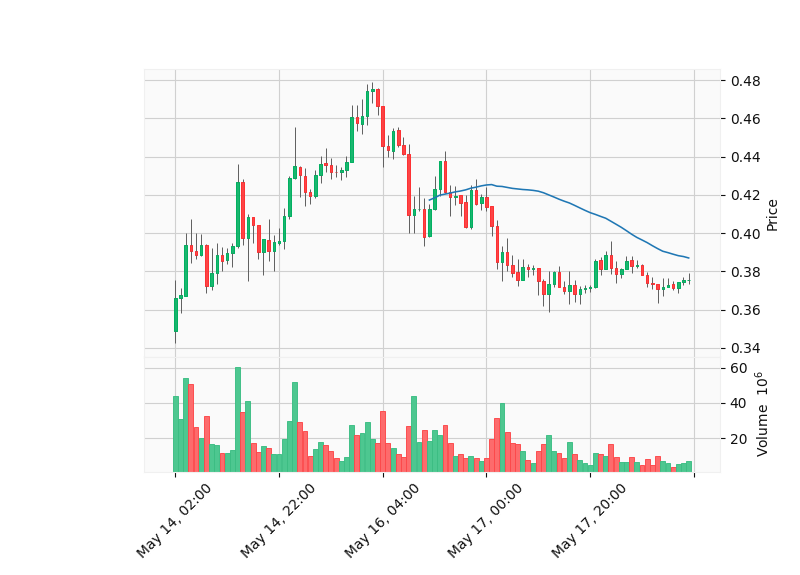 0.48
0.46
0.44
0.42
0.40
0.38
0.36
0.34
Price
60
40
20
Volume 10⁶
May 14, 02:00
May 14, 22:00
May 16, 04:00
May 17, 00:00
May 17, 20:00